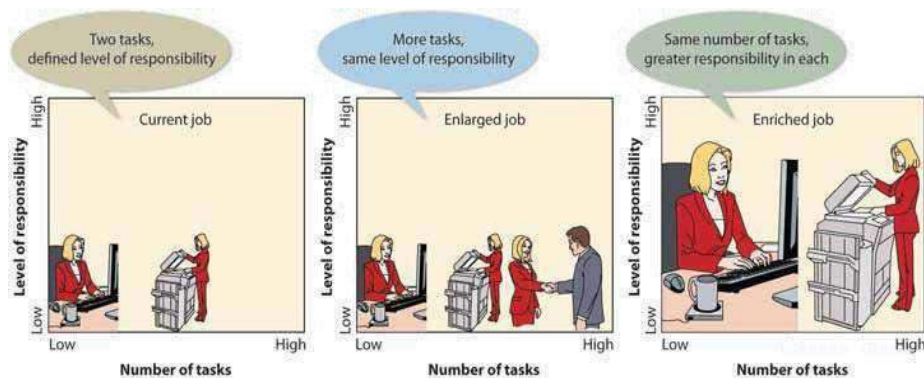 Two tasks,
defined level of responsibility
More tasks,
same level of responsibility
Same number of tasks,
greater responsibility in each
Current job
Enlarged job
Enriched job
High
Level of responsibility
Low
Low
High
Number of tasks
High
Level of responsibility
Low
Low
High
Number of tasks
High
Level of responsibility
Low
Low
High
Number of tasks